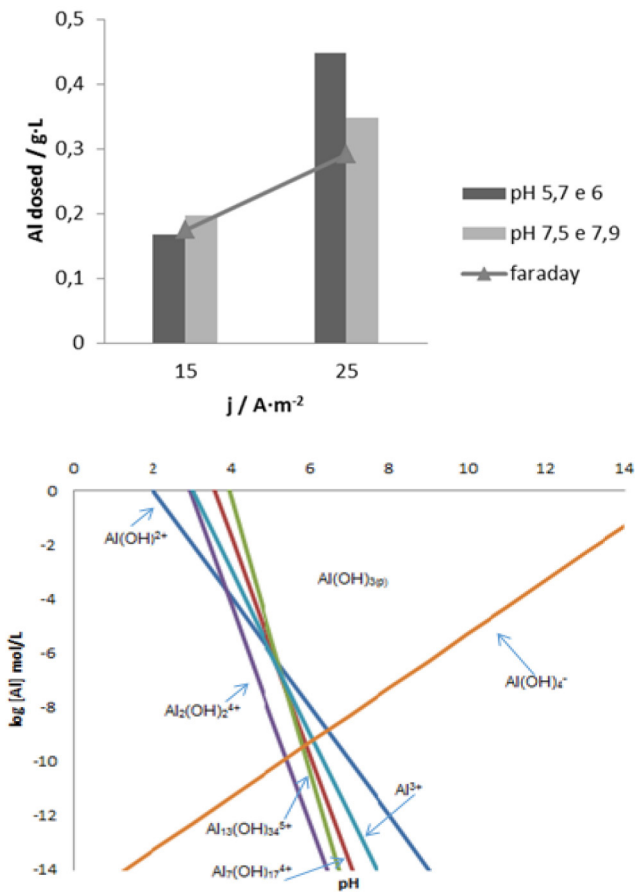 0,5
0,4
0,3
0,2
0,1
0
Al dosed / g·L
15
25
j / A·m⁻²
pH 5,7 e 6
pH 7,5 e 7,9
faraday
0 2 4 6 8 10 12 14
0
-2
-4
-6
-8
-10
-12
-14
log [Al] mol/L
Al(OH)²⁺
Al(OH)₃₍ₚ₎
Al(OH)₄⁻
Al₂(OH)₂⁴⁺
Al³⁺
Al₁₃(OH)₃₄⁵⁺
Al₇(OH)₁₇⁴⁺
pH